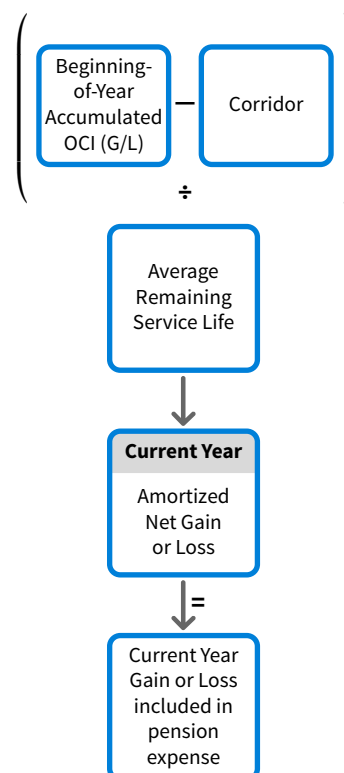 Beginning-
of-Year
Accumulated
OCI (G/L)
−
Corridor
÷
Average
Remaining
Service Life
Current Year
Amortized
Net Gain
or Loss
=
Current Year
Gain or Loss
included in
pension
expense